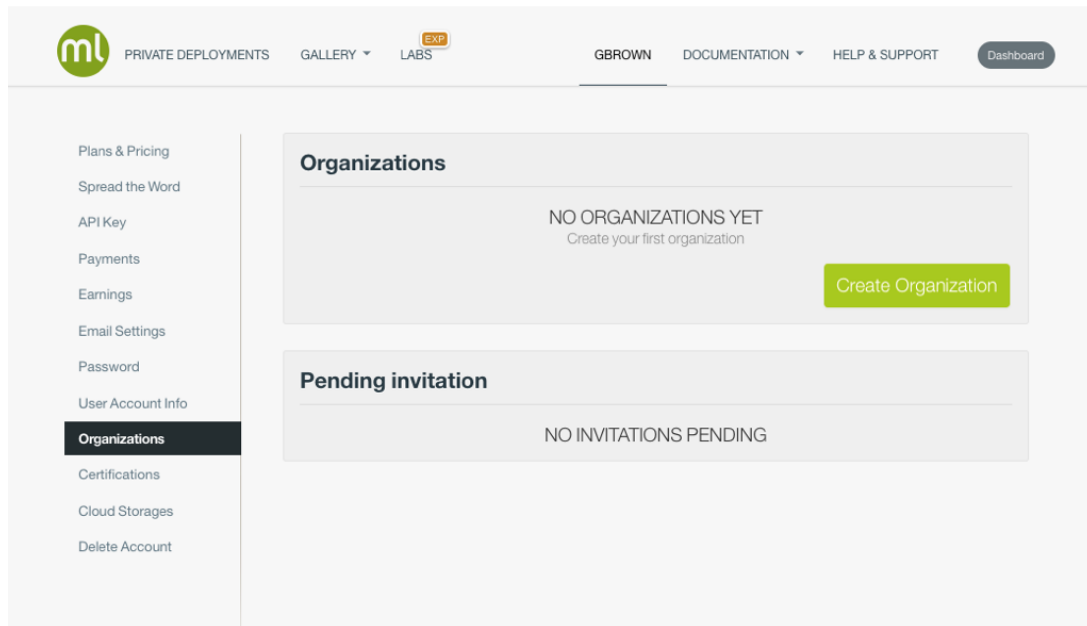 ml
PRIVATE DEPLOYMENTS GALLERY LABS EXP GBROWN DOCUMENTATION HELP & SUPPORT Dashboard
Plans & Pricing
Spread the Word
API Key
Payments
Earnings
Email Settings
Password
User Account Info
Organizations
Certifications
Cloud Storages
Delete Account
Organizations
NO ORGANIZATIONS YET
Create your first organization
Create Organization
Pending invitation
NO INVITATIONS PENDING